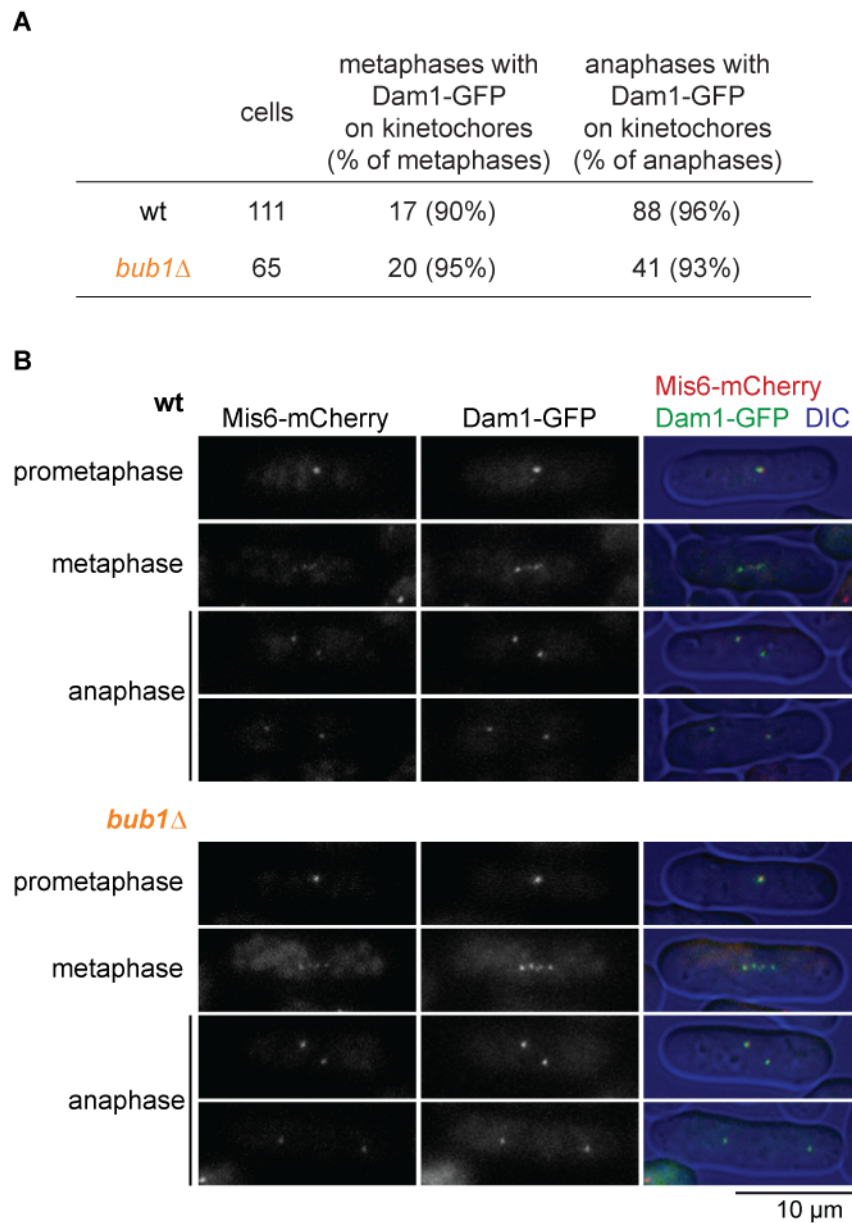 A
cells
metaphases with
Dam1-GFP
on kinetochores
(% of metaphases)
anaphases with
Dam1-GFP
on kinetochores
(% of anaphases)
wt 111 17 (90%) 88 (96%)
bub1Δ 65 20 (95%) 41 (93%)
B
wt
Mis6-mCherry
Dam1-GFP
Mis6-mCherry
Dam1-GFP DIC
prometaphase
metaphase
anaphase
bub1Δ
prometaphase
metaphase
anaphase
10 μm